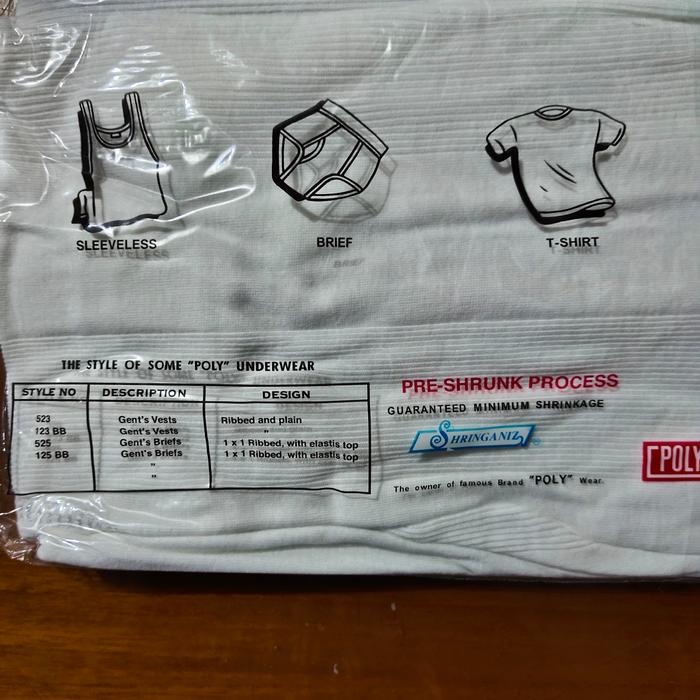 SLEEVELESS
BRIEF
T-SHIRT
THE STYLE OF SOME "POLY" UNDERWEAR
STYLE NO DESCRIPTION DESIGN
523 Gent's Vests Ribbed and plain
123 BB Gent's Vests "
525 Gent's Briefs 1 x 1 Ribbed, with elastis top
125 BB Gent's Briefs 1 x 1 Ribbed, with elastis top
"
"
PRE-SHRUNK PROCESS
GUARANTEED MINIMUM SHRINKAGE
SHRINGANIZ
The owner of famous Brand "POLY" Wear.
POLY